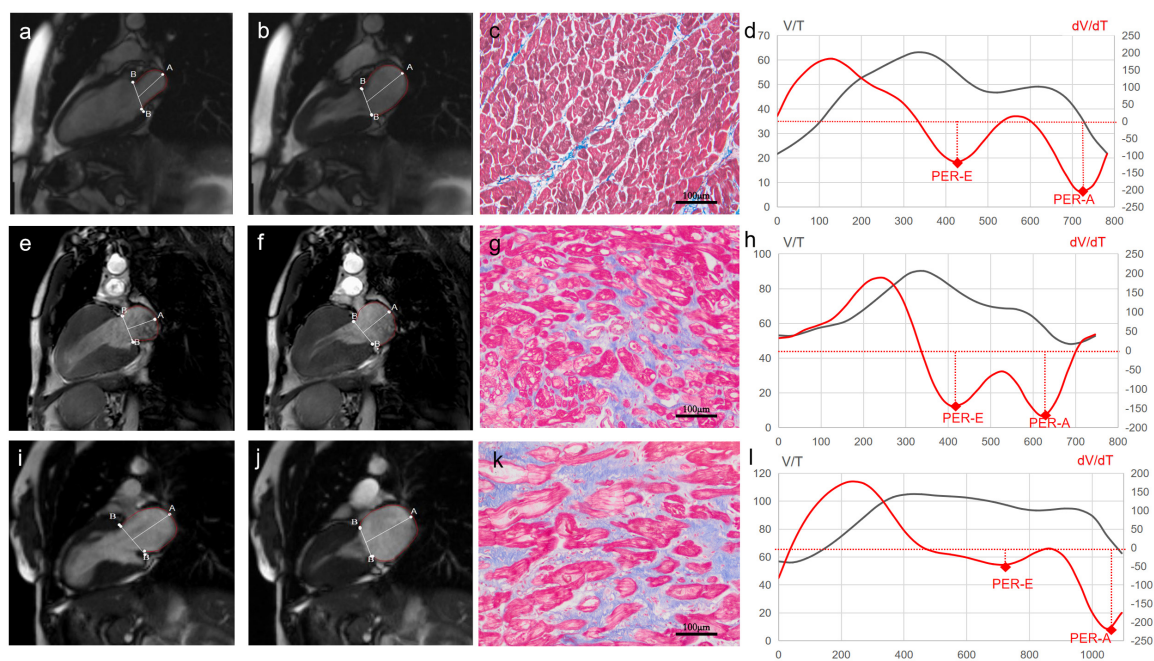 a
A
B
B
b
A
B
B
c
100μm
d
V/T
dV/dT
70
60
50
40
30
20
10
0
250
200
150
100
50
0
-50
-100
-150
-200
-250
PER-E
PER-A
0 100 200 300 400 500 600 700 800
e
B
A
B
f
B
A
B
g
100μm
h
V/T
dV/dT
100
80
60
40
20
0
250
200
150
100
50
0
-50
-100
-150
-200
PER-E
PER-A
0 100 200 300 400 500 600 700 800
i
A
B
B
j
A
B
B
k
100μm
l
V/T
dV/dT
120
100
80
60
40
20
0
200
150
100
50
0
-50
-100
-150
-200
-250
PER-E
PER-A
0 200 400 600 800 1000